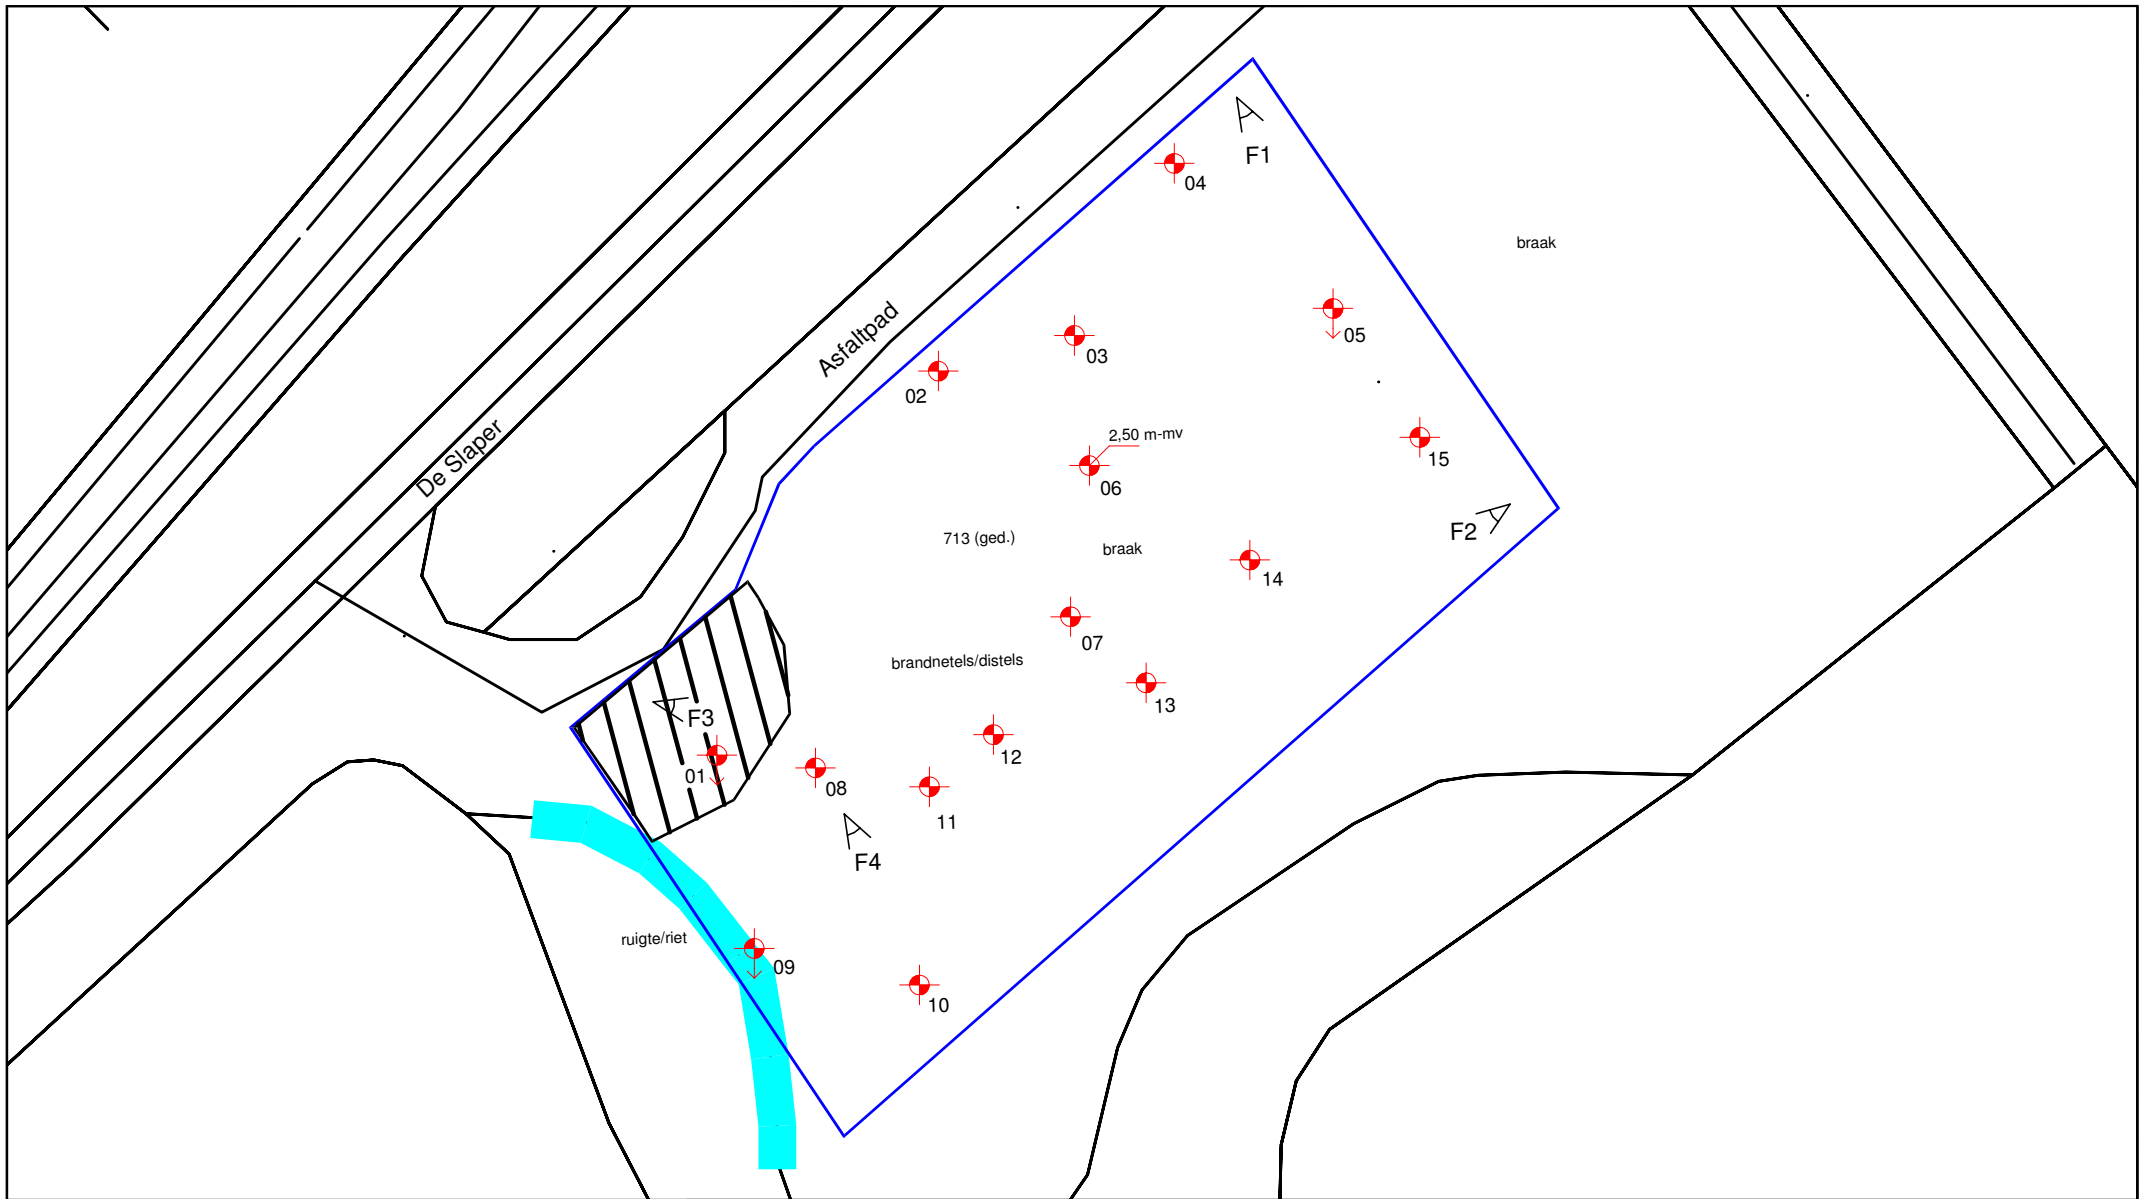 F1
04
braak
Asfaltpad
05
03
02
De Slaper
2,50 m-mv
15
06
F2
713 (ged.)
braak
14
07
brandnetels/distels
13
F3
12
01
08
11
F4
ruigte/riet
09
10